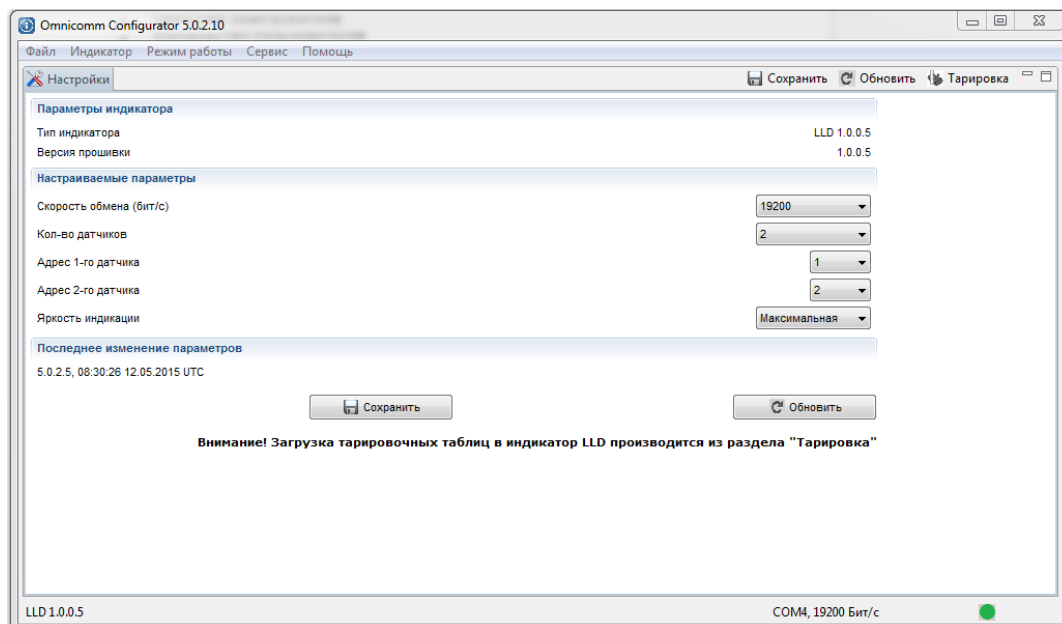 Omnicomm Configurator 5.0.2.10
Файл Индикатор Режим работы Сервис Помощь
Настройки
Сохранить Обновить Тарировка
Параметры индикатора
Тип индикатора LLD 1.0.0.5
Версия прошивки 1.0.0.5
Настраиваемые параметры
Скорость обмена (бит/с) 19200
Кол-во датчиков 2
Адрес 1-го датчика 1
Адрес 2-го датчика 2
Яркость индикации Максимальная
Последнее изменение параметров
5.0.2.5, 08:30:26 12.05.2015 UTC
Сохранить Обновить
Внимание! Загрузка тарировочных таблиц в индикатор LLD производится из раздела "Тарировка"
LLD 1.0.0.5 COM4, 19200 Бит/с